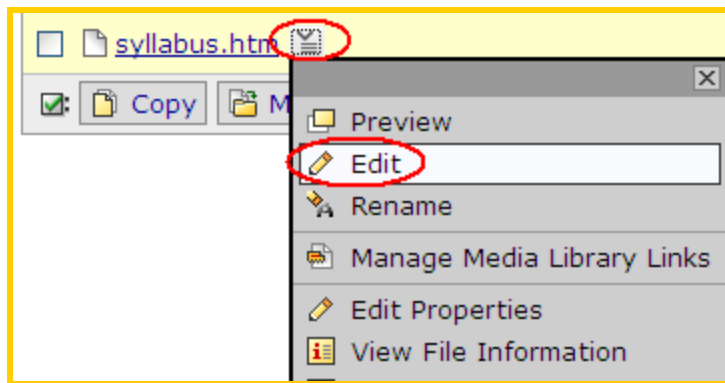 syllabus.htm
Copy M
Preview
Edit
Rename
Manage Media Library Links
Edit Properties
View File Information